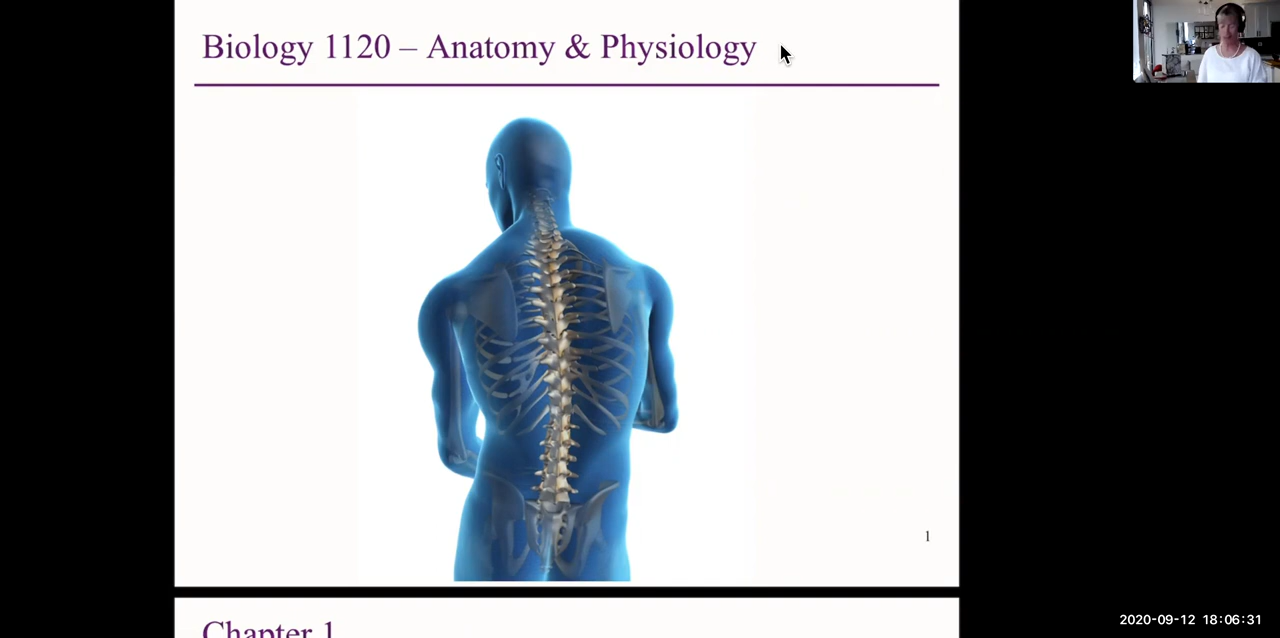 Biology 1120 – Anatomy & Physiology
1
Chapter 1
2020-09-12 18:06:31